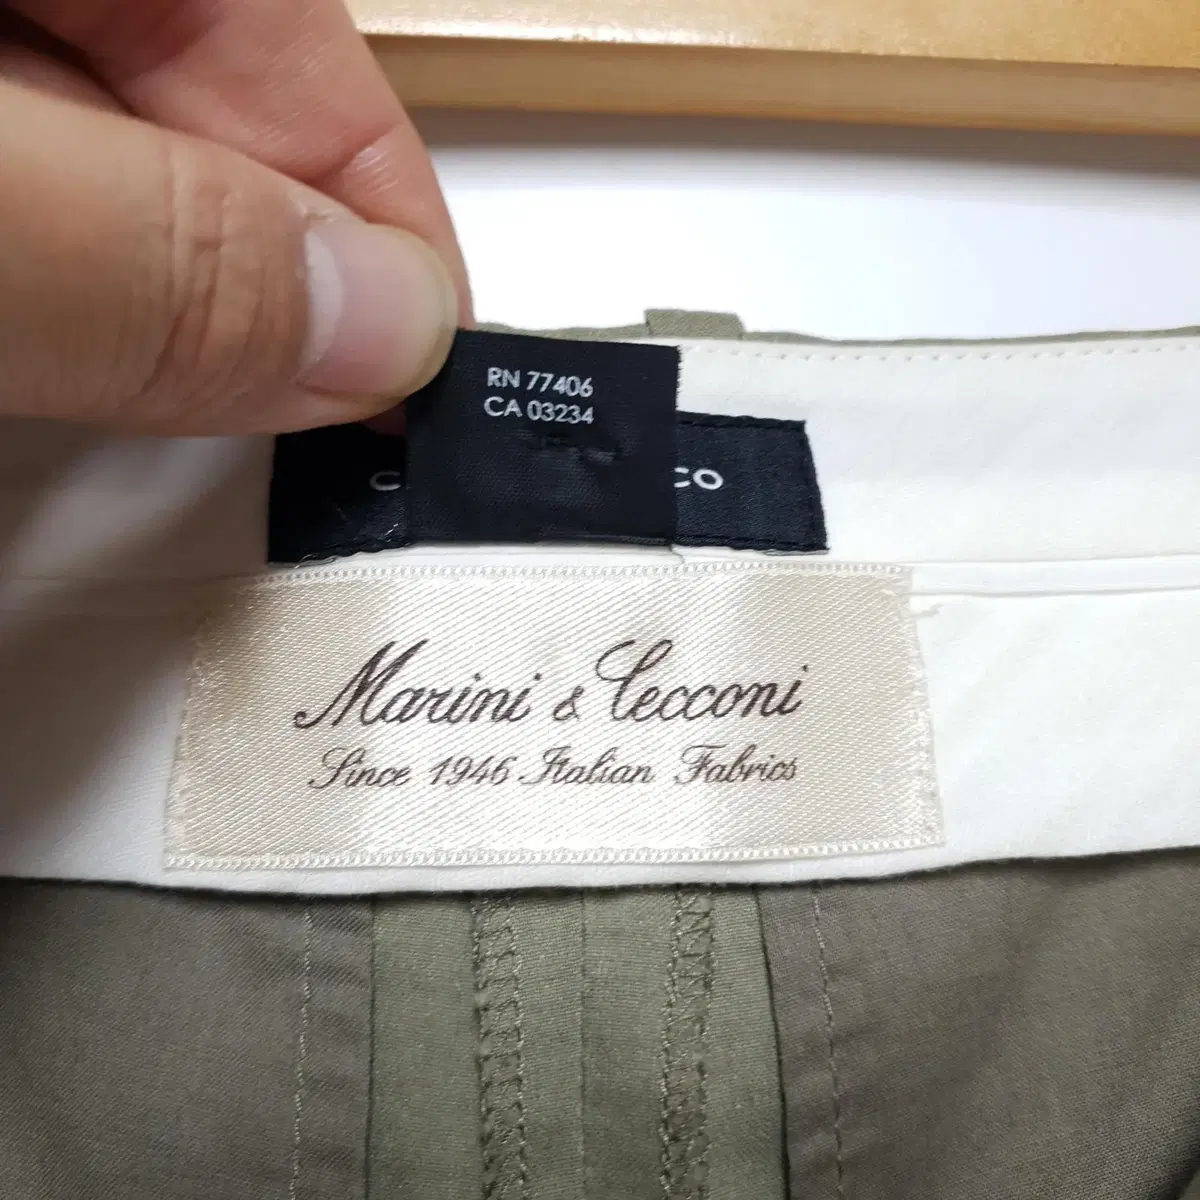 RN 77406
CA 03234
Marini & Cecconi
Since 1946 Italian Fabrics